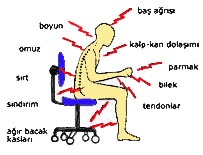 baş ağrısı
boyun
omuz
kalp-kan dolaşımı
parmak
sırt
bilek
sindirim
tendonlar
ağır bacak
kasları